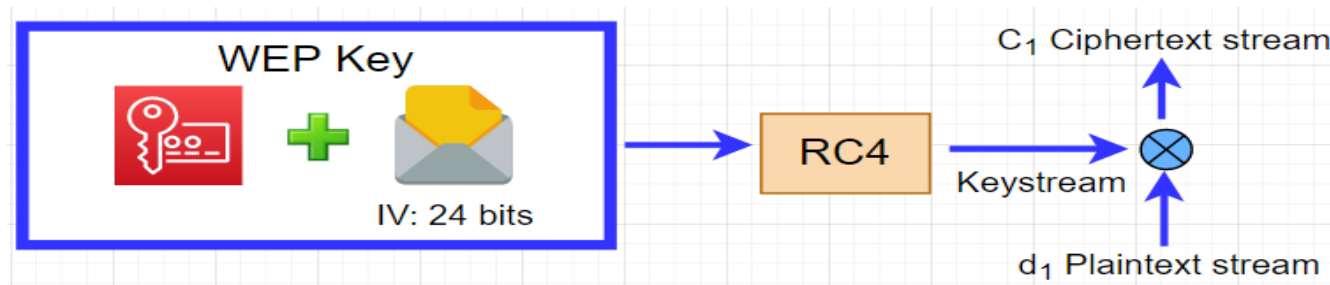 WEP Key
IV: 24 bits
RC4
Keystream
C₁ Ciphertext stream
d₁ Plaintext stream